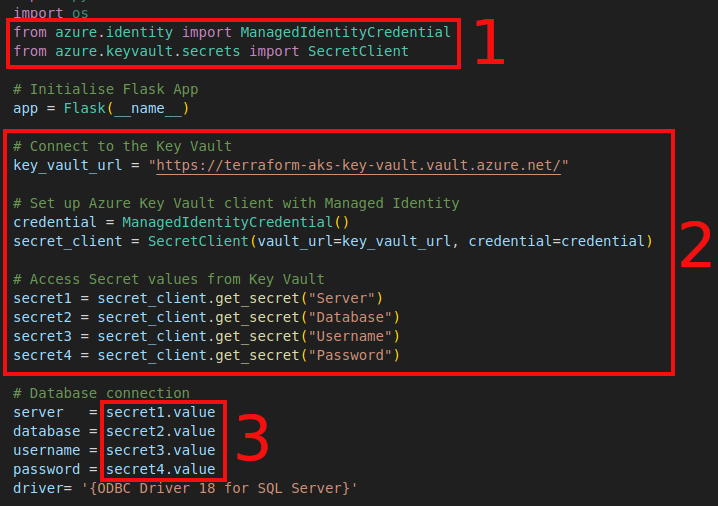 import os
from azure.identity import ManagedIdentityCredential
from azure.keyvault.secrets import SecretClient
1
# Initialise Flask App
app = Flask(__name__)
# Connect to the Key Vault
key_vault_url = "https://terraform-aks-key-vault.vault.azure.net/"
# Set up Azure Key Vault client with Managed Identity
credential = ManagedIdentityCredential()
secret_client = SecretClient(vault_url=key_vault_url, credential=credential)
2
# Access Secret values from Key Vault
secret1 = secret_client.get_secret("Server")
secret2 = secret_client.get_secret("Database")
secret3 = secret_client.get_secret("Username")
secret4 = secret_client.get_secret("Password")
# Database connection
server   = secret1.value
database = secret2.value
username = secret3.value
password = secret4.value
3
driver= '{ODBC Driver 18 for SQL Server}'